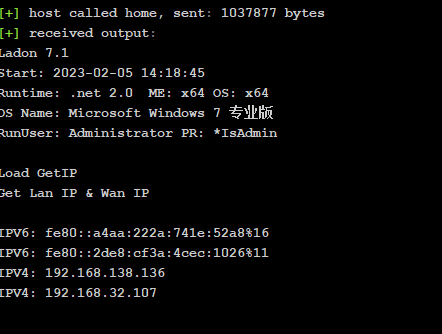 [+] host called home, sent: 1037877 bytes
[+] received output:
Ladon 7.1
Start: 2023-02-05 14:18:45
Runtime: .net 2.0  ME: x64 OS: x64
OS Name: Microsoft Windows 7 专业版
RunUser: Administrator PR: *IsAdmin
Load GetIP
Get Lan IP & Wan IP
IPV6: fe80::a4aa:222a:741e:52a8%16
IPV6: fe80::2de8:cf3a:4cec:1026%11
IPV4: 192.168.138.136
IPV4: 192.168.32.107